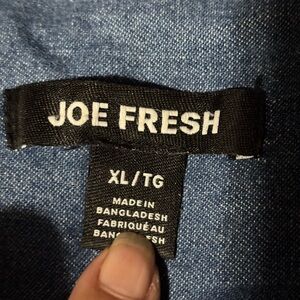 JOE FRESH
XL/TG
MADE IN
BANGLADESH
FABRIQUÉ AU